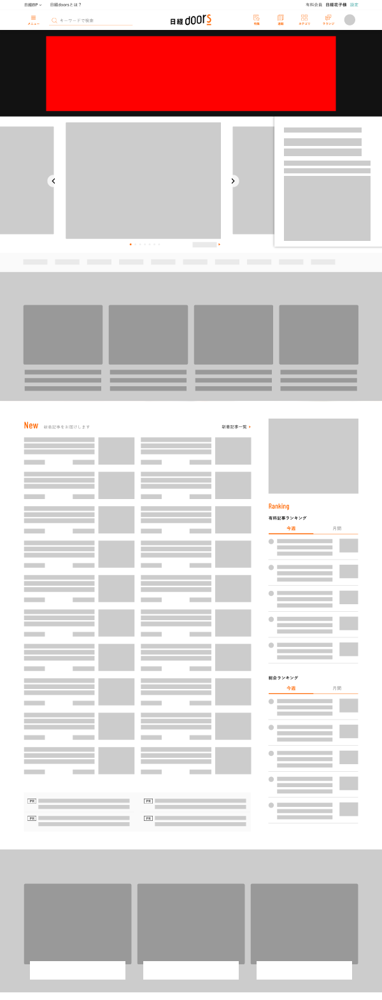 日経BP 日経doorsとは？ 有料会員 日経花子様 設定
メニュー キーワードで検索 日経doors 特集 連載 カテゴリ ラウンジ
New 新着記事をお届けします 新着記事一覧
Ranking
有料記事ランキング
今週 月間
総合ランキング
今週 月間
PR PR
PR PR